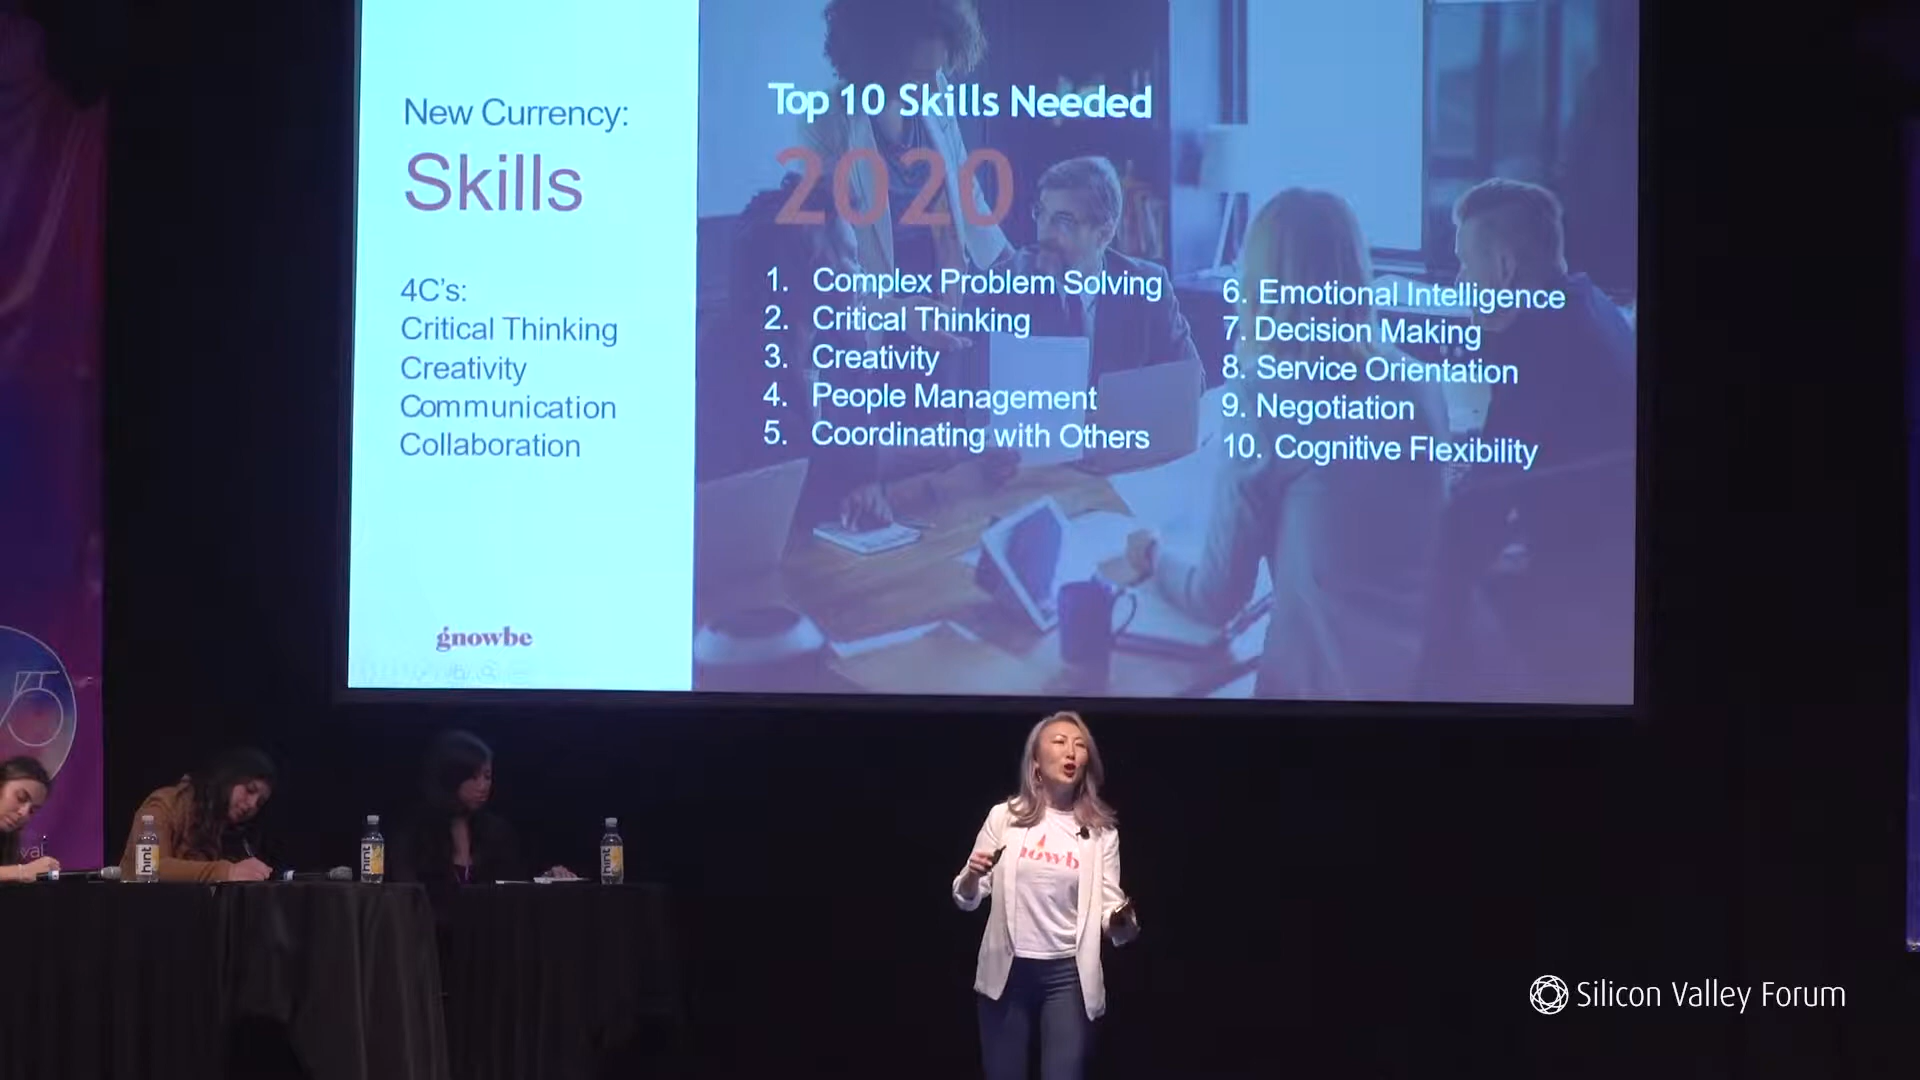 New Currency:
Skills
4C's:
Critical Thinking
Creativity
Communication
Collaboration
gnowbe
Top 10 Skills Needed
2020
1. Complex Problem Solving
2. Critical Thinking
3. Creativity
4. People Management
5. Coordinating with Others
6. Emotional Intelligence
7. Decision Making
8. Service Orientation
9. Negotiation
10. Cognitive Flexibility
75
hint
hint
hint
Silicon Valley Forum